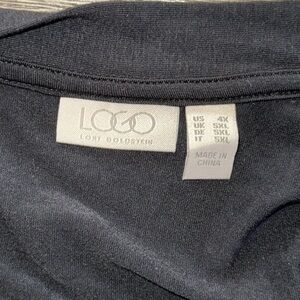 LOGO
LORI GOLDSTEIN
US 4X
UK 5XL
DE 5XL
IT 5XL
MADE IN
CHINA